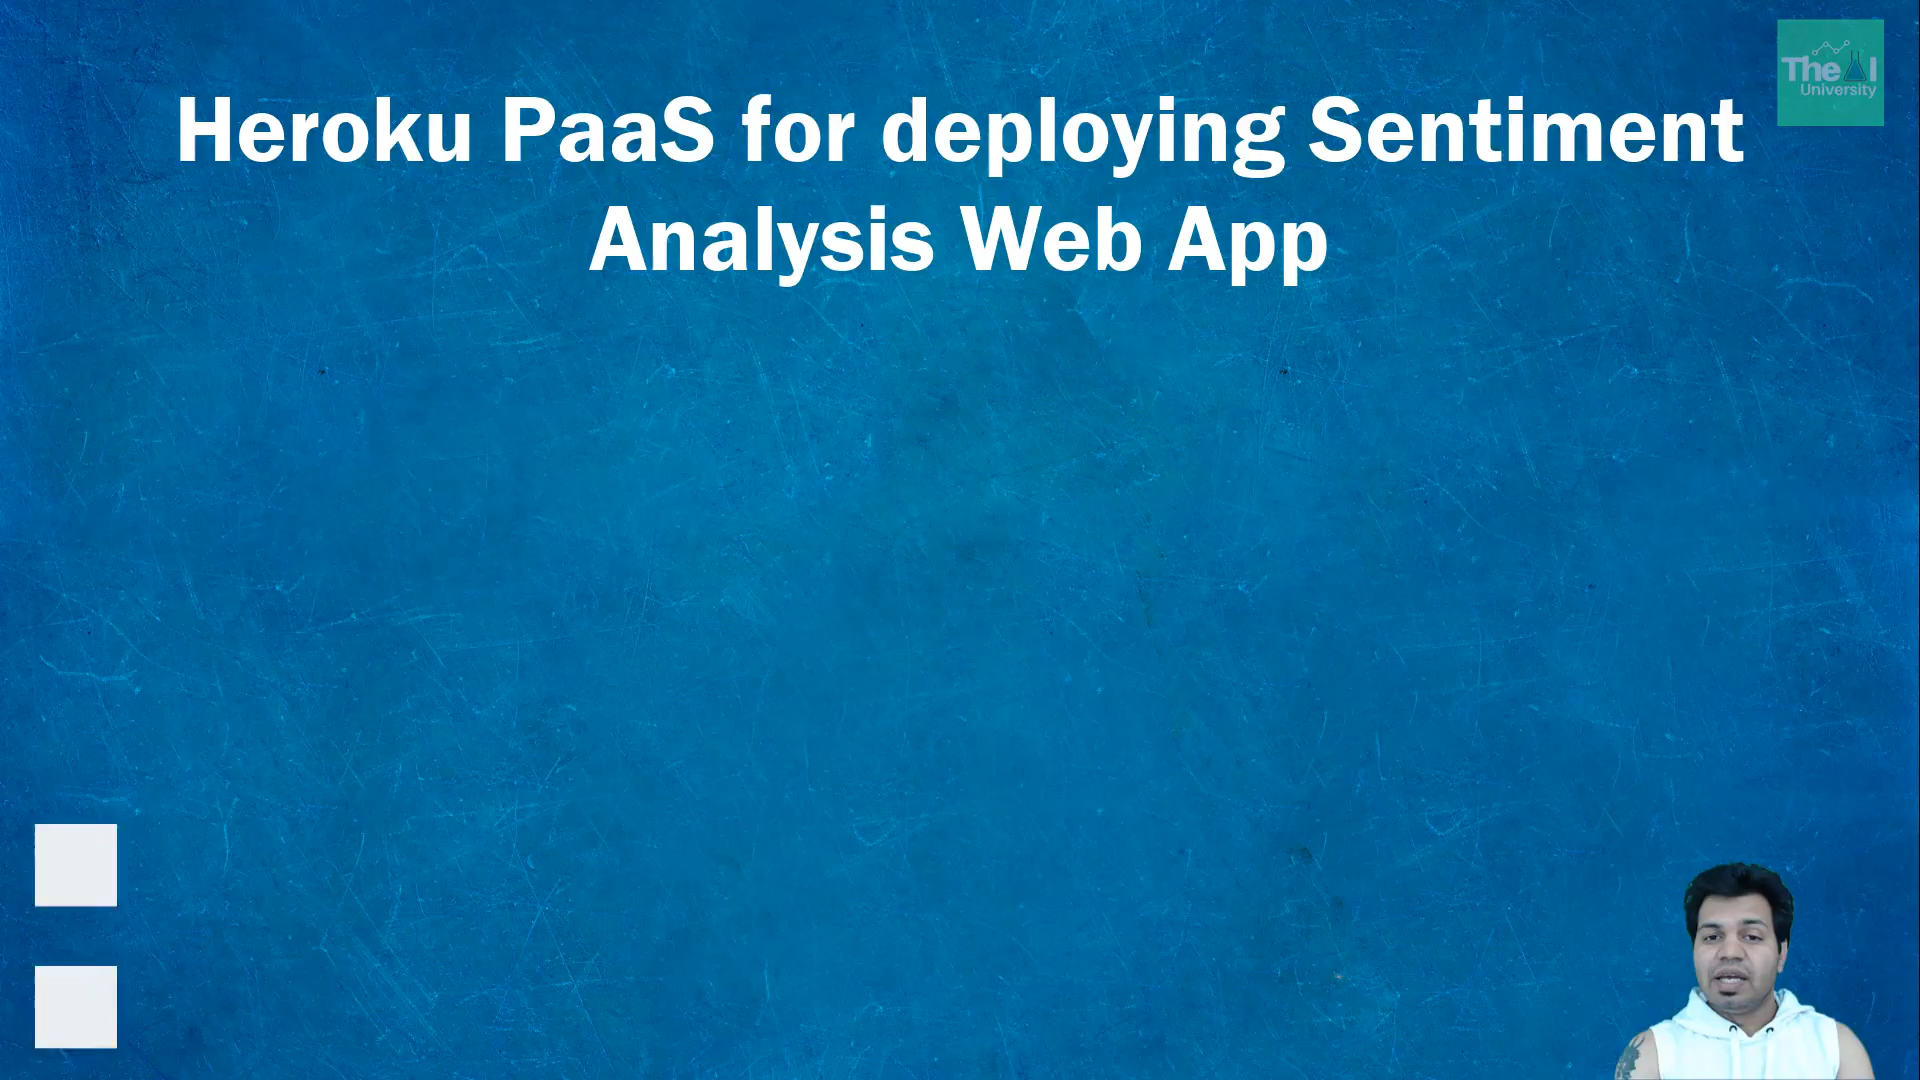 Heroku PaaS for deploying Sentiment
Analysis Web App
The AI
University